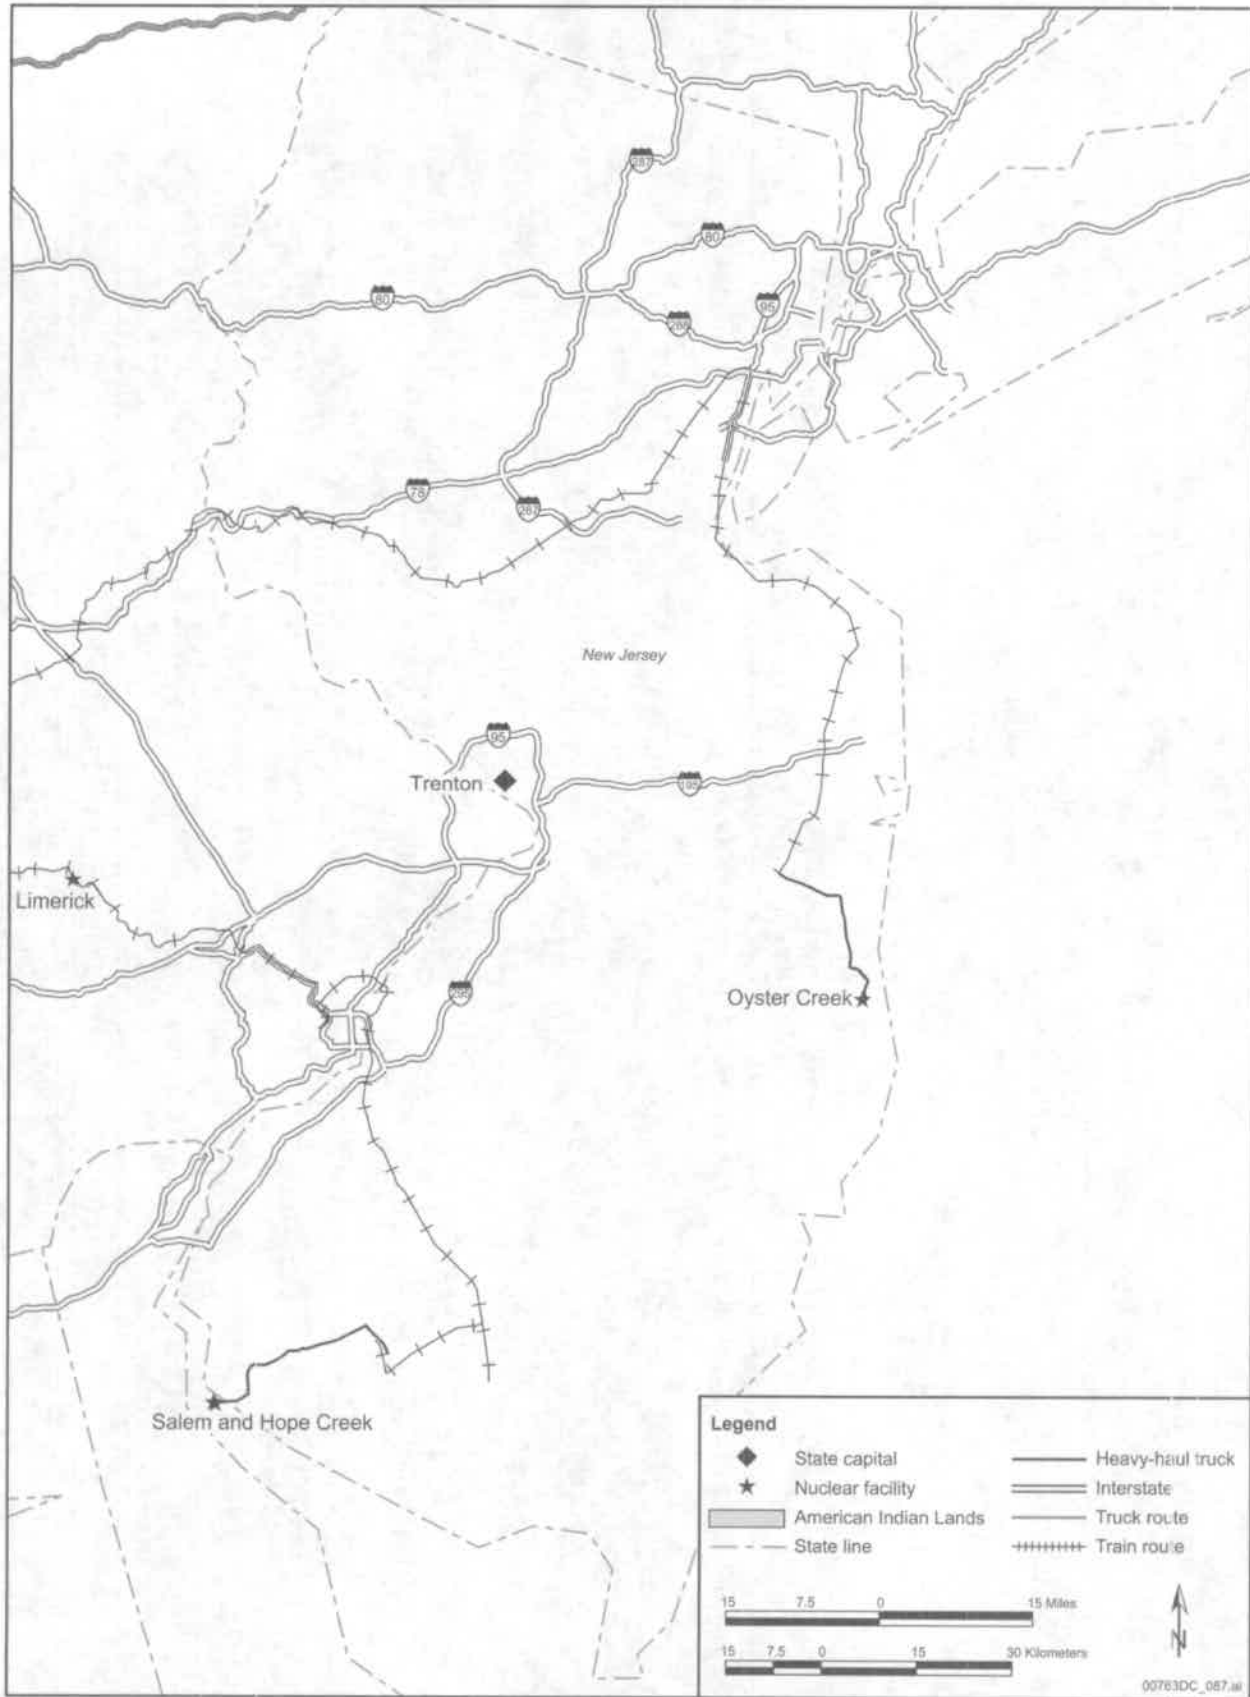 287
80
80
95
280
78
287
New Jersey
95
Trenton
195
Limerick
295
Oyster Creek
Salem and Hope Creek
Legend
State capital
Heavy-haul truck
Nuclear facility
Interstate
American Indian Lands
Truck route
State line
Train route
15 7.5 0 15 Miles
15 7.5 0 15 30 Kilometers
N
00763DC_087.ai